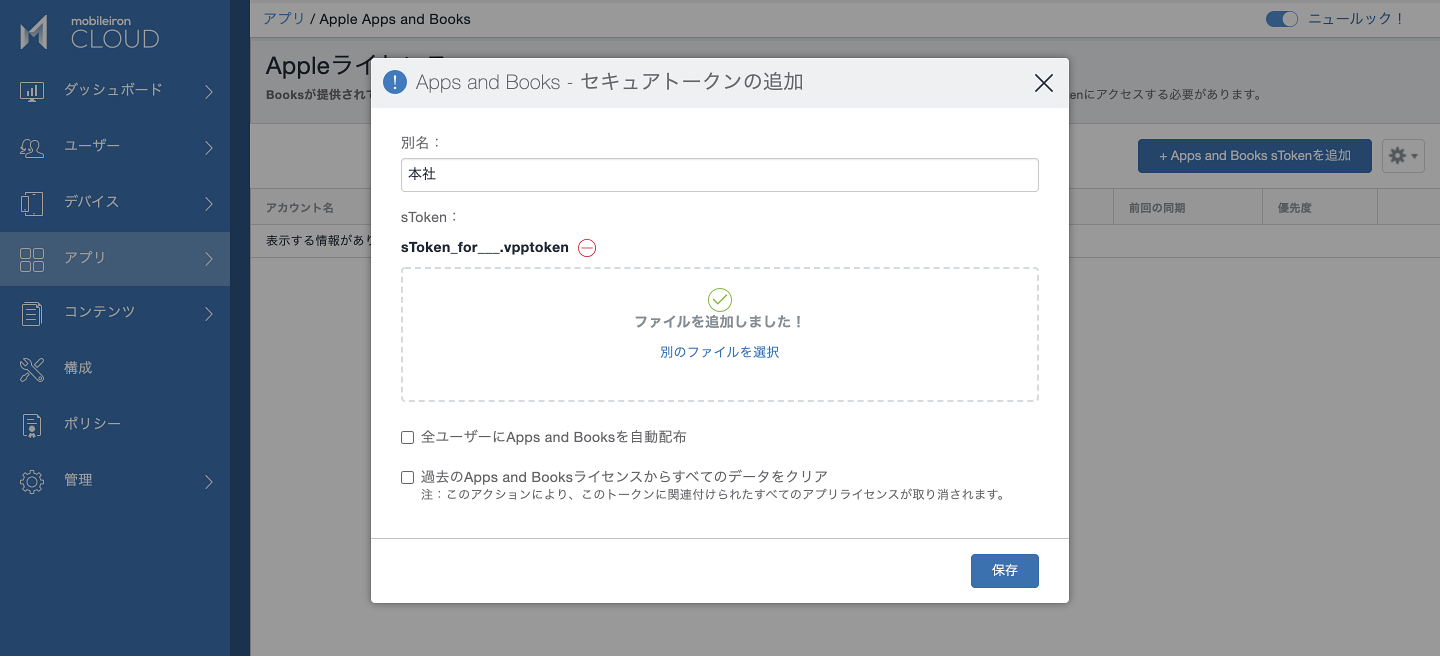 mobileiron
CLOUD
ダッシュボード
ユーザー
デバイス
アプリ
コンテンツ
構成
ポリシー
管理
アプリ / Apple Apps and Books
ニュールック！
Appleライ
Booksが提供されて
enにアクセスする必要があります。
+ Apps and Books sTokenを追加
アカウント名
前回の同期
優先度
表示する情報があり
Apps and Books - セキュアトークンの追加
別名：
本社
sToken：
sToken_for___.vpptoken
ファイルを追加しました！
別のファイルを選択
全ユーザーにApps and Booksを自動配布
過去のApps and Booksライセンスからすべてのデータをクリア
注：このアクションにより、このトークンに関連付けられたすべてのアプリライセンスが取り消されます。
保存